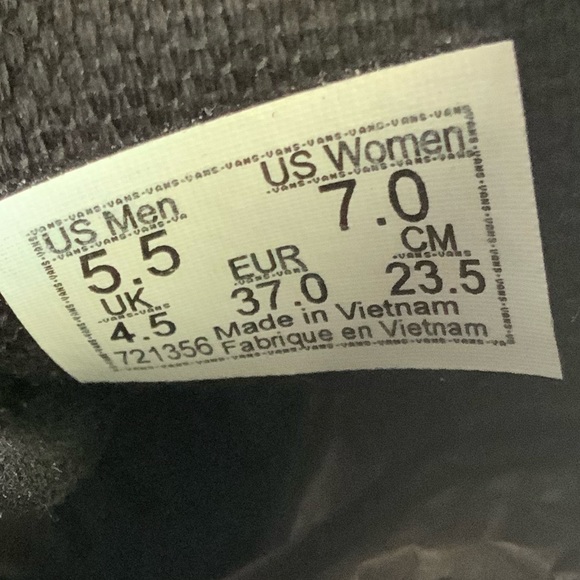 US Men US Women
5.5 7.0
UK EUR CM
4.5 37.0 23.5
721356 Made in Vietnam
Fabrique en Vietnam